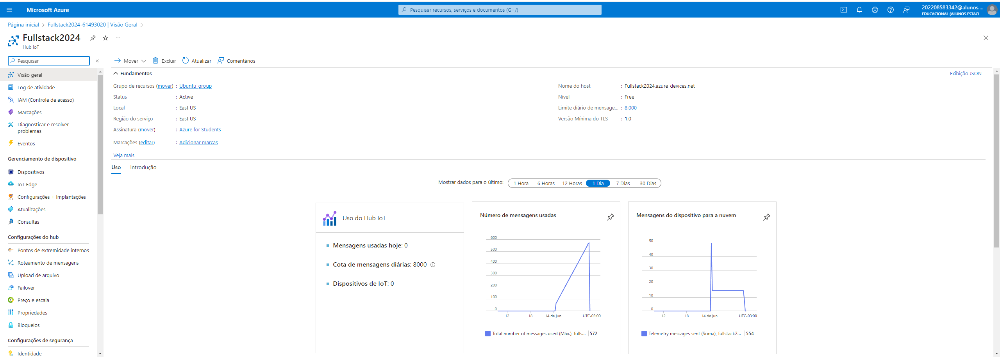 Microsoft Azure
Pesquisar recursos, serviços e documentos (G+/)
202208583342@alunos....
EDUCACIONAL (ALUNOS.ESTACI...
Página inicial > Fullstack2024-61493020 | Visão Geral >
Fullstack2024
Hub IoT
Pesquisar
Mover
Excluir
Atualizar
Comentários
Visão geral
Log de atividade
IAM (Controle de acesso)
Marcações
Diagnosticar e resolver
problemas
Eventos
Gerenciamento de dispositivo
Dispositivos
IoT Edge
Configurações + Implantações
Atualizações
Consultas
Configurações do hub
Pontos de extremidade internos
Roteamento de mensagens
Upload de arquivo
Failover
Preço e escala
Propriedades
Bloqueios
Configurações de segurança
Identidade
Fundamentos
Exibição JSON
Grupo de recursos (mover) : Ubuntu_group
Status : Active
Local : East US
Região do serviço : East US
Assinatura (mover) : Azure for Students
Marcações (editar) : Adicionar marcas
Veja mais
Nome do host : Fullstack2024.azure-devices.net
Nível : Free
Limite diário de mensage... : 8.000
Versão Mínima do TLS : 1.0
Uso
Introdução
Mostrar dados para o último: 1 Hora 6 Horas 12 Horas 1 Dia 7 Dias 30 Dias
Uso do Hub IoT
Mensagens usadas hoje: 0
Cota de mensagens diárias: 8000
Dispositivos de IoT: 0
Número de mensagens usadas
600
500
400
300
200
100
0
12 18 14 de jun. UTC-03:00
Total number of messages used (Máx.), fulls... 572
Mensagens do dispositivo para a nuvem
50
40
30
20
10
0
12 18 14 de jun. UTC-03:00
Telemetry messages sent (Soma), fullstack2... 554